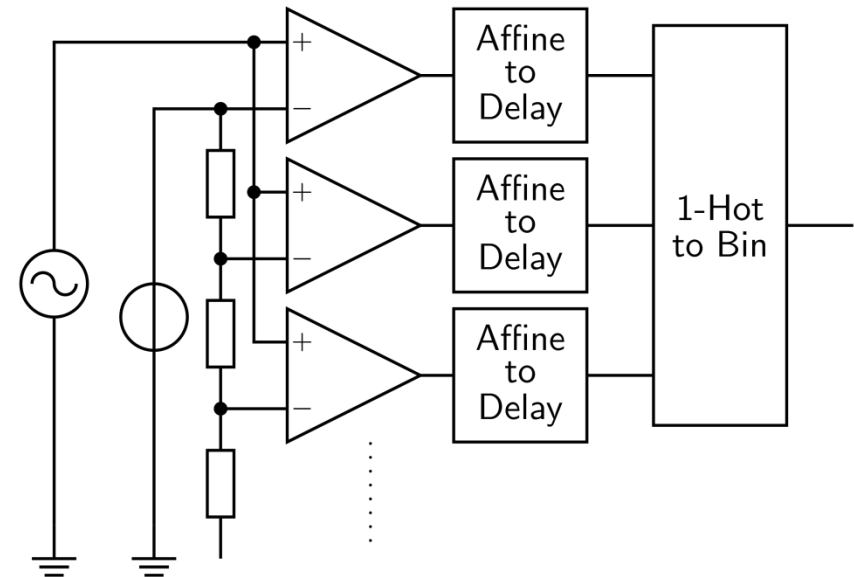 +
−
Affine
to
Delay
+
−
Affine
to
Delay
+
−
Affine
to
Delay
1-Hot
to Bin